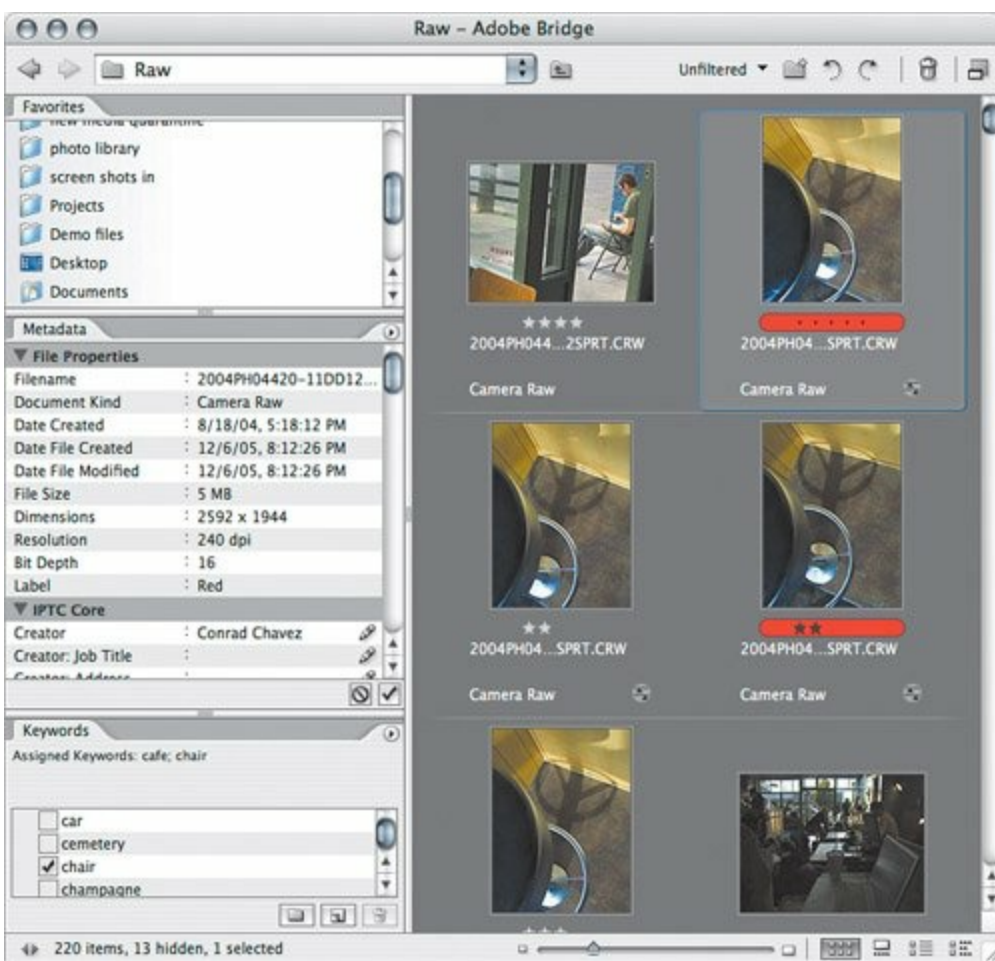 Raw – Adobe Bridge
Raw
Unfiltered
Favorites
new media quarantine
photo library
screen shots in
Projects
Demo files
Desktop
Documents
Metadata
File Properties
Filename : 2004PH04420-11DD12...
Document Kind : Camera Raw
Date Created : 8/18/04, 5:18:12 PM
Date File Created : 12/6/05, 8:12:26 PM
Date File Modified : 12/6/05, 8:12:26 PM
File Size : 5 MB
Dimensions : 2592 x 1944
Resolution : 240 dpi
Bit Depth : 16
Label : Red
IPTC Core
Creator : Conrad Chavez
Creator: Job Title :
Creator: Address
Keywords
Assigned Keywords: cafe; chair
car
cemetery
chair
champagne
220 items, 13 hidden, 1 selected
2004PH044...2SPRT.CRW
Camera Raw
2004PH04...SPRT.CRW
Camera Raw
2004PH04...SPRT.CRW
Camera Raw
2004PH04...SPRT.CRW
Camera Raw